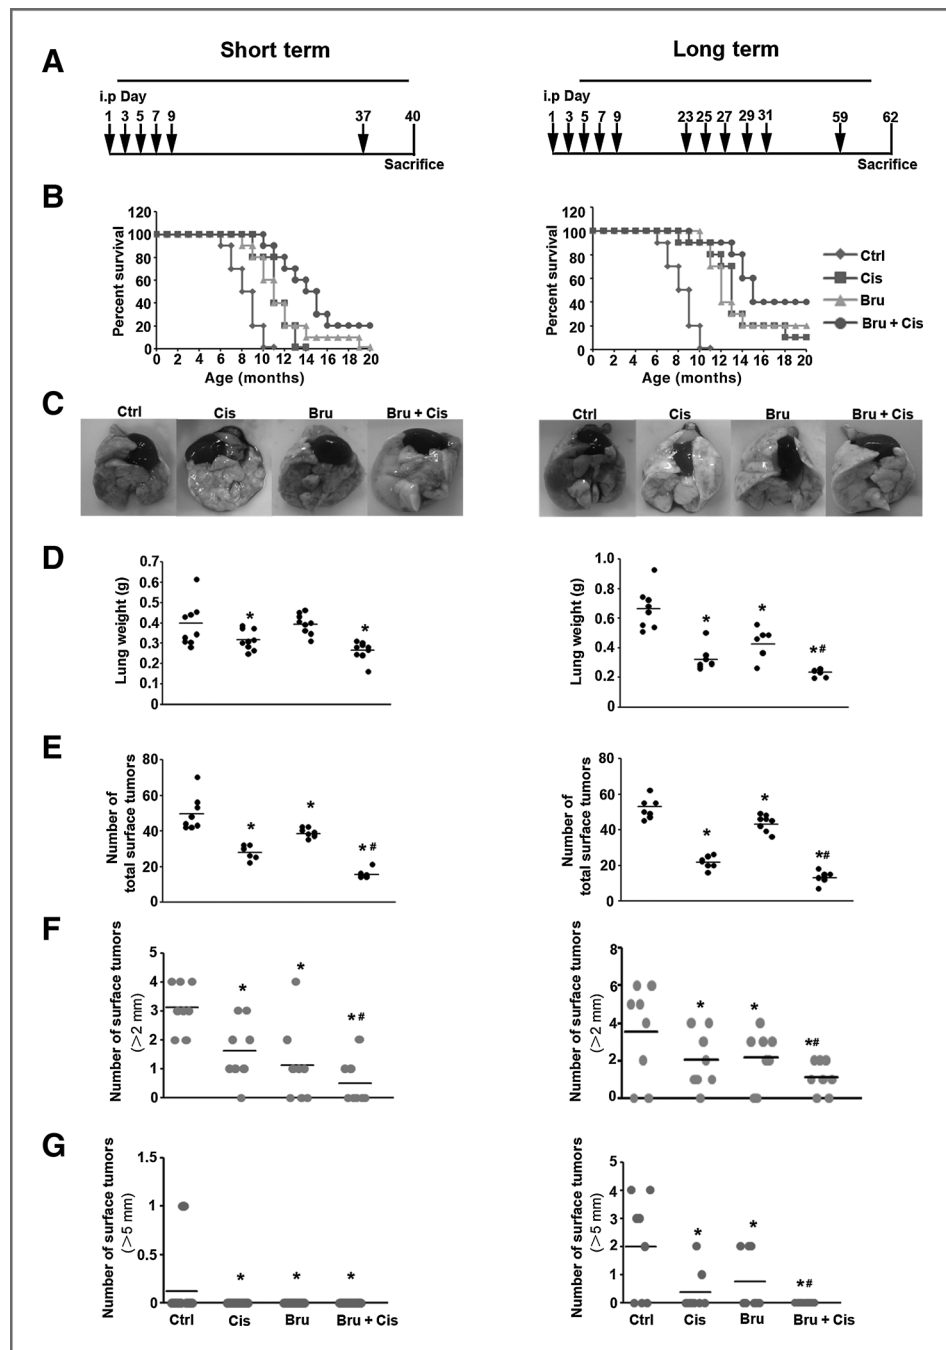 A
Short term
Long term
i.p Day
1 3 5 7 9 37 40
Sacrifice
i.p Day
1 3 5 7 9 23 25 27 29 31 59 62
Sacrifice
B
Percent survival
120
100
80
60
40
20
0
0 2 4 6 8 10 12 14 16 18 20
Age (months)
Percent survival
120
100
80
60
40
20
0
0 2 4 6 8 10 12 14 16 18 20
Age (months)
Ctrl
Cis
Bru
Bru + Cis
C
Ctrl Cis Bru Bru + Cis
Ctrl Cis Bru Bru + Cis
D
Lung weight (g)
0.7
0.6
0.5
0.4
0.3
0.2
0.1
0
* *
Lung weight (g)
1.0
0.8
0.6
0.4
0.2
0
* * *#
E
Number of
total surface tumors
80
60
40
20
0
* * *#
Number of
total surface tumors
80
60
40
20
0
* * *#
F
Number of surface tumors
(>2 mm)
5
4
3
2
1
0
* * *#
Number of surface tumors
(>2 mm)
8
6
4
2
0
* * *#
G
Number of surface tumors
(>5 mm)
1.5
1
0.5
0
* * *
Ctrl Cis Bru Bru + Cis
Number of surface tumors
(>5 mm)
5
4
3
2
1
0
* * *#
Ctrl Cis Bru Bru + Cis